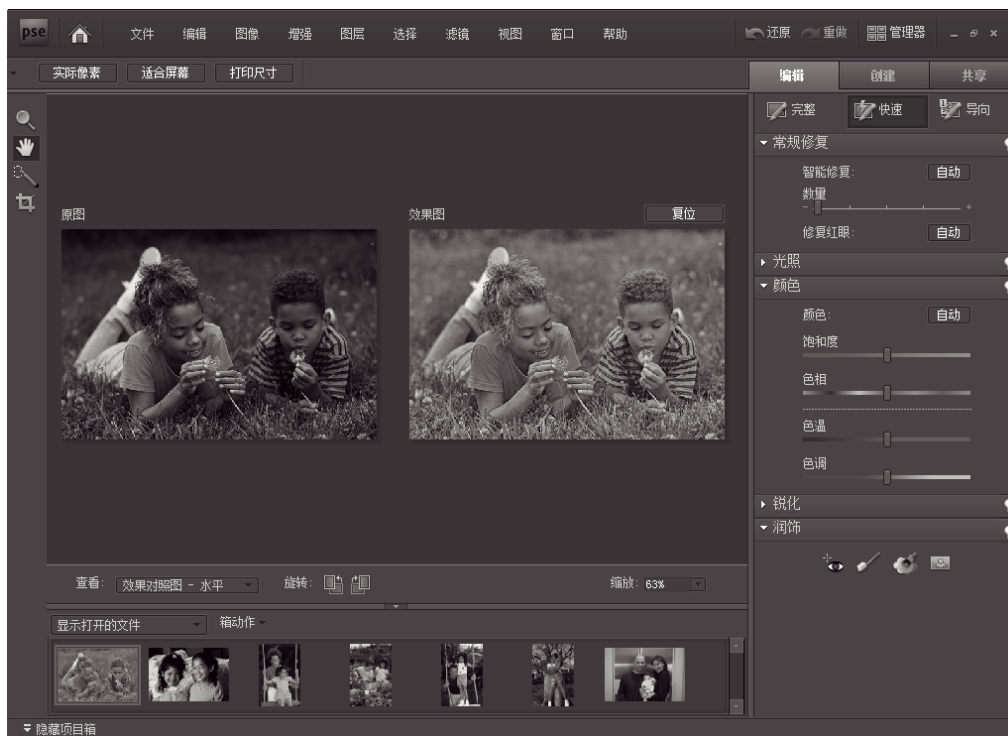 pse 文件 编辑 图像 增强 图层 选择 滤镜 视图 窗口 帮助 还原 重做 管理器
实际像素 适合屏幕 打印尺寸 编辑 创建 共享
完整 快速 导向
常规修复
智能修复: 自动
数量
修复红眼: 自动
原图 效果图 复位
光照
颜色
颜色: 自动
饱和度
色相
色温
色调
锐化
润饰
查看: 效果对照图 - 水平 旋转: 缩放: 63%
显示打开的文件 箱动作
隐藏项目箱